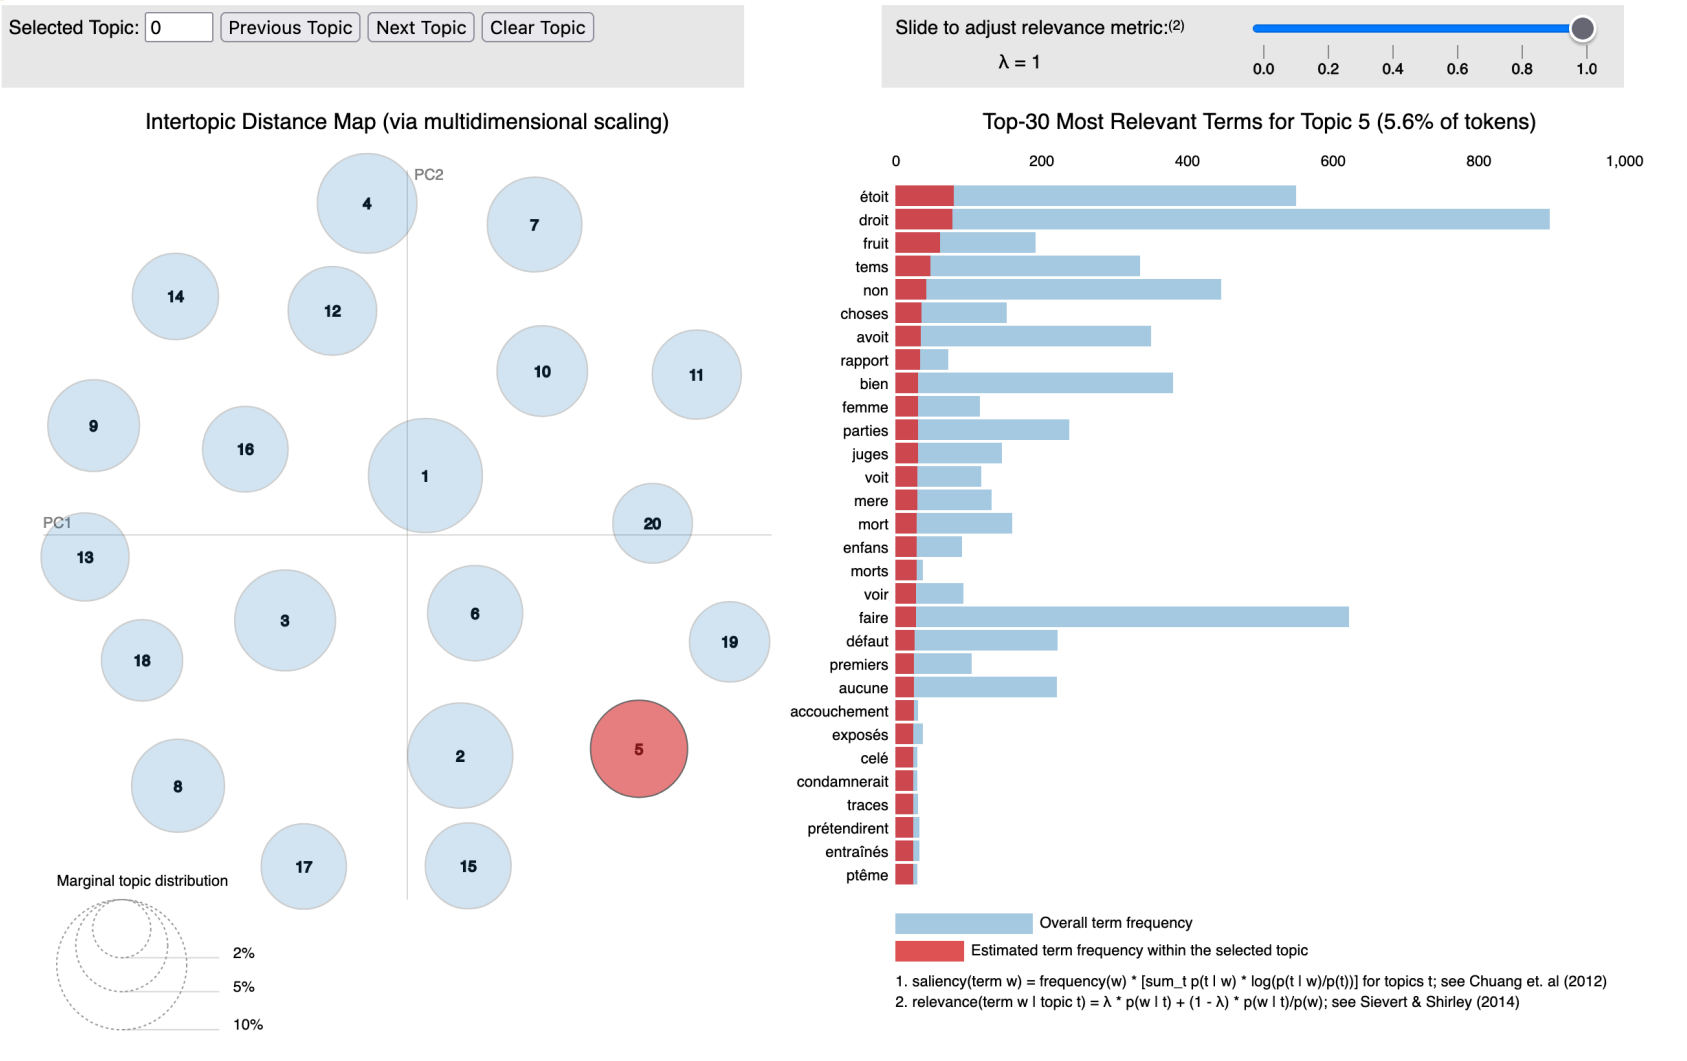 Selected Topic: 0 Previous Topic Next Topic Clear Topic
Slide to adjust relevance metric:(2)
λ = 1
0.0 0.2 0.4 0.6 0.8 1.0
Intertopic Distance Map (via multidimensional scaling)
PC2
4
7
14
12
10
11
9
16
1
PC1
20
13
3
6
19
18
2
5
8
17
15
Marginal topic distribution
2%
5%
10%
Top-30 Most Relevant Terms for Topic 5 (5.6% of tokens)
0 200 400 600 800 1,000
étoit
droit
fruit
tems
non
choses
avoit
rapport
bien
femme
parties
juges
voit
mere
mort
enfans
morts
voir
faire
défaut
premiers
aucune
accouchement
exposés
celé
condamnerait
traces
prétendirent
entraînés
ptême
Overall term frequency
Estimated term frequency within the selected topic
1. saliency(term w) = frequency(w) * [sum_t p(t | w) * log(p(t | w)/p(t))] for topics t; see Chuang et. al (2012)
2. relevance(term w | topic t) = λ * p(w | t) + (1 - λ) * p(w | t)/p(w); see Sievert & Shirley (2014)